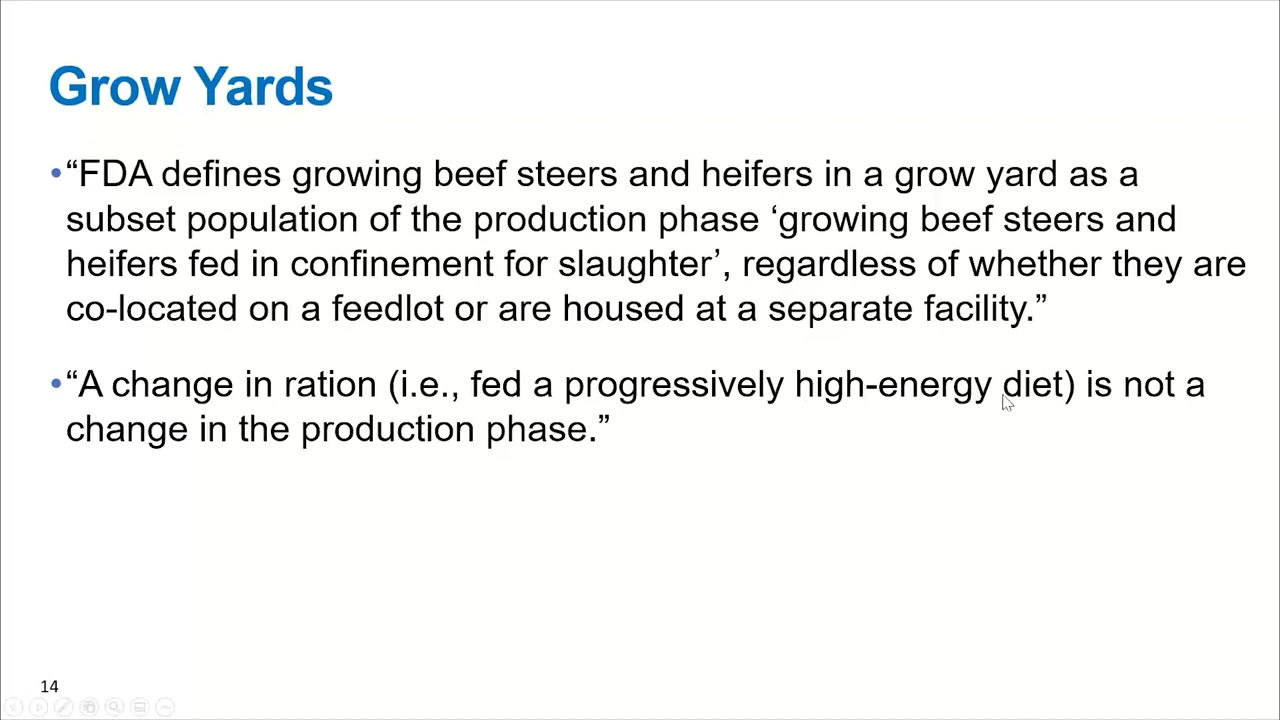 Grow Yards
•“FDA defines growing beef steers and heifers in a grow yard as a
subset population of the production phase ‘growing beef steers and
heifers fed in confinement for slaughter’, regardless of whether they are
co-located on a feedlot or are housed at a separate facility.”
•“A change in ration (i.e., fed a progressively high-energy diet) is not a
change in the production phase.”
14